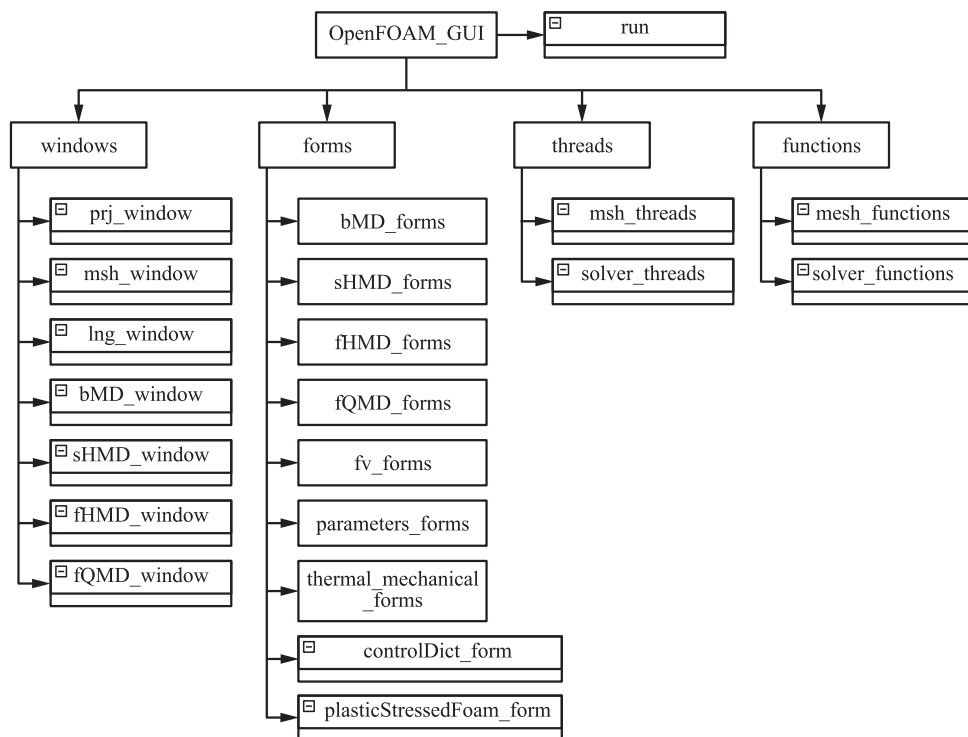 OpenFOAM_GUI
run
windows
forms
threads
functions
prj_window
msh_window
lng_window
bMD_window
sHMD_window
fHMD_window
fQMD_window
bMD_forms
sHMD_forms
fHMD_forms
fQMD_forms
fv_forms
parameters_forms
thermal_mechanical
_forms
controlDict_form
plasticStressedFoam_form
msh_threads
solver_threads
mesh_functions
solver_functions